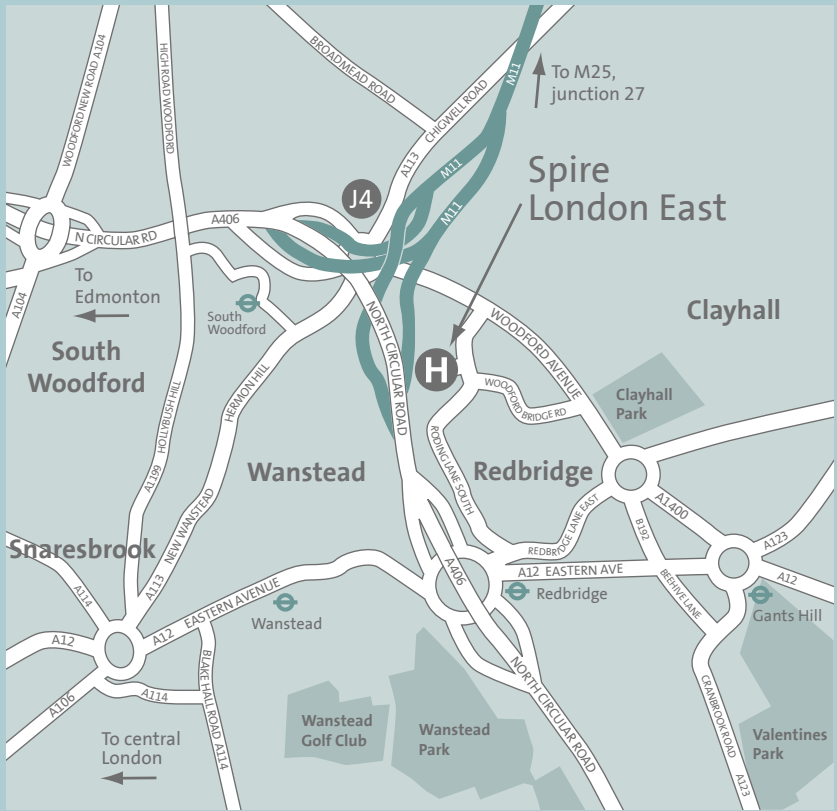 WOODFORD NEW ROAD A104
HIGH ROAD WOODFORD
BROADMEAD ROAD
CHIGWELL ROAD
M11
To M25,
junction 27
A113
M11
Spire
London East
J4
M11
A406
N CIRCULAR RD
To
Edmonton
A104
South
Woodford
Clayhall
South
Woodford
NORTH CIRCULAR ROAD
WOODFORD AVENUE
H
HERMON HILL
WOODFORD BRIDGE RD
Clayhall
Park
HOLLYBUSH HILL
RODING LANE SOUTH
Wanstead
Redbridge
A1199
NEW WANSTEAD
REDBRIDGE LANE EAST
A1400
B192
A123
Snaresbrook
A113
A114
A406
A12 EASTERN AVE
BEEHIVE LANE
A12
Redbridge
Gants Hill
A12 EASTERN AVENUE
Wanstead
A12
A106
A114
BLAKE HALL ROAD A114
NORTH CIRCULAR ROAD
CRANBROOK ROAD
A123
Wanstead
Golf Club
Wanstead
Park
Valentines
Park
To central
London